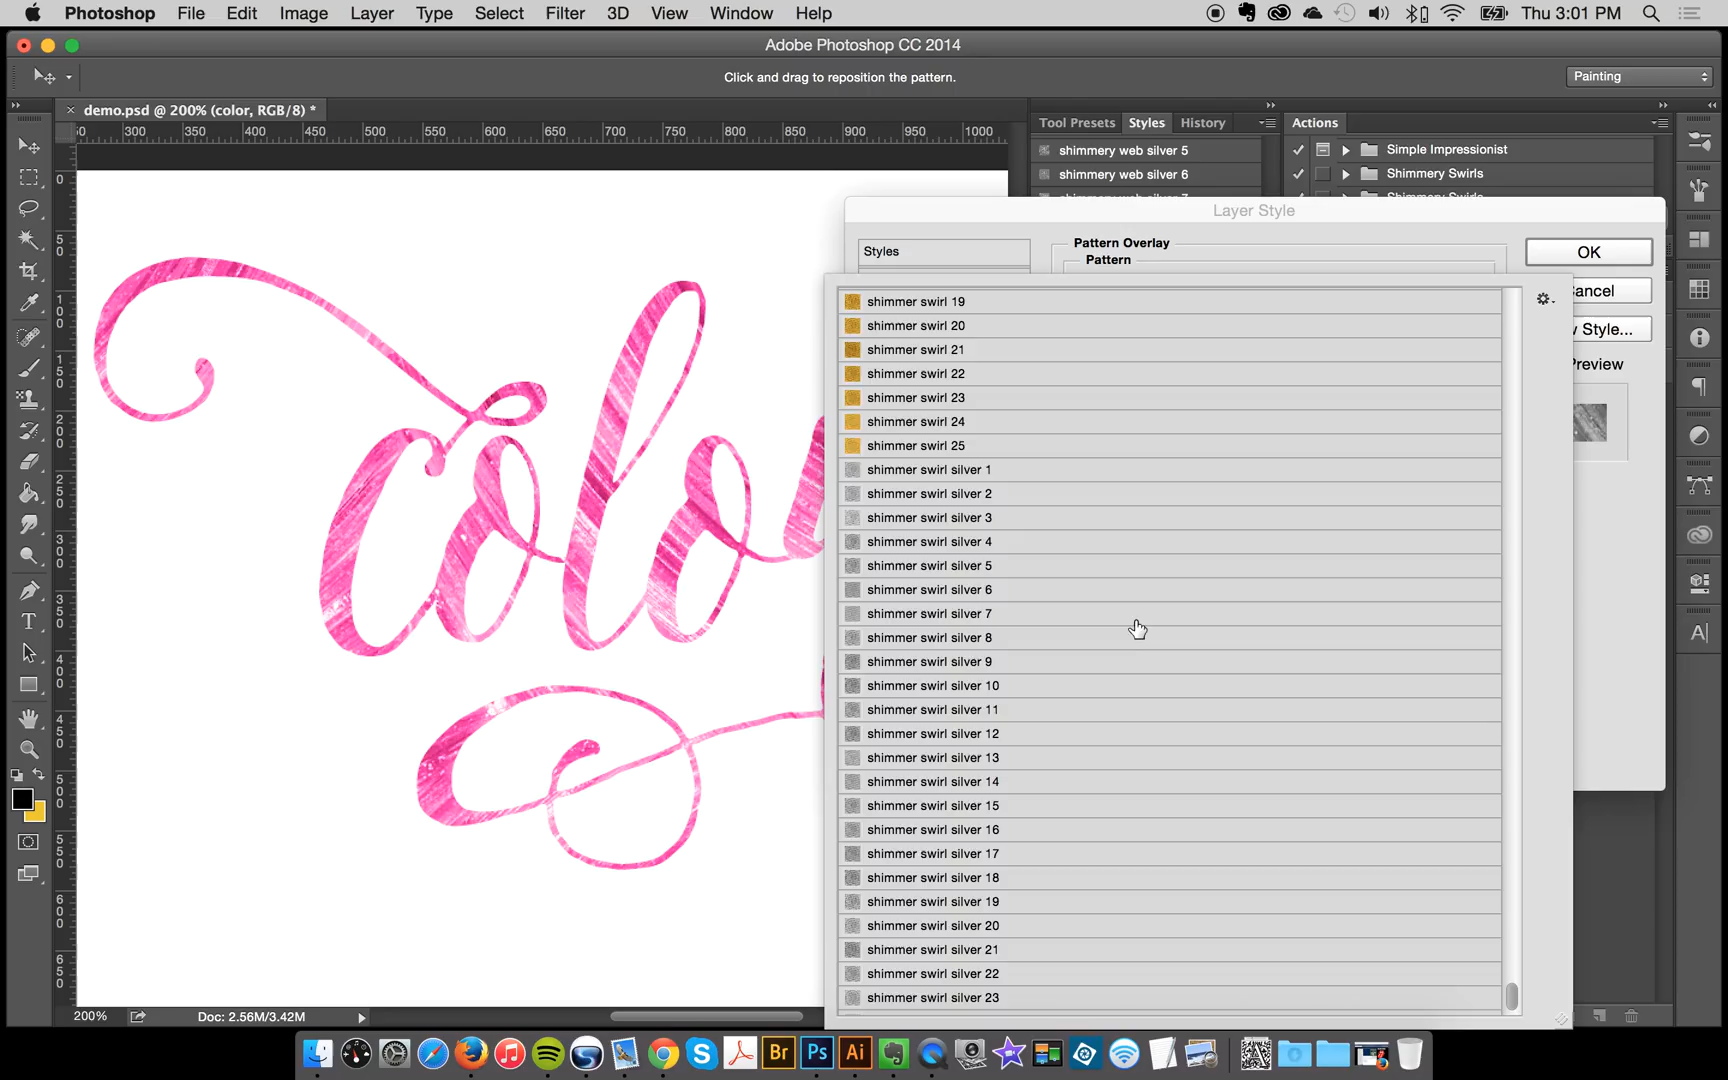 Photoshop File Edit Image Layer Type Select Filter 3D View Window Help Thu 3:01 PM
Adobe Photoshop CC 2014
Click and drag to reposition the pattern. Painting
demo.psd @ 200% (color, RGB/8) * Tool Presets Styles History Actions
300 350 400 450 500 550 600 650 700 750 800 850 900 950 1000
shimmery web silver 5 Simple Impressionist
shimmery web silver 6 Shimmery Swirls
Layer Style
Styles Pattern Overlay OK
Pattern
Style...
Preview
shimmer swirl 19
shimmer swirl 20
shimmer swirl 21
shimmer swirl 22
shimmer swirl 23
shimmer swirl 24
shimmer swirl 25
shimmer swirl silver 1
shimmer swirl silver 2
shimmer swirl silver 3
shimmer swirl silver 4
shimmer swirl silver 5
shimmer swirl silver 6
shimmer swirl silver 7
shimmer swirl silver 8
shimmer swirl silver 9
shimmer swirl silver 10
shimmer swirl silver 11
shimmer swirl silver 12
shimmer swirl silver 13
shimmer swirl silver 14
shimmer swirl silver 15
shimmer swirl silver 16
shimmer swirl silver 17
shimmer swirl silver 18
shimmer swirl silver 19
shimmer swirl silver 20
shimmer swirl silver 21
shimmer swirl silver 22
shimmer swirl silver 23
colo
200% Doc: 2.56M/3.42M
Br Ps Ai